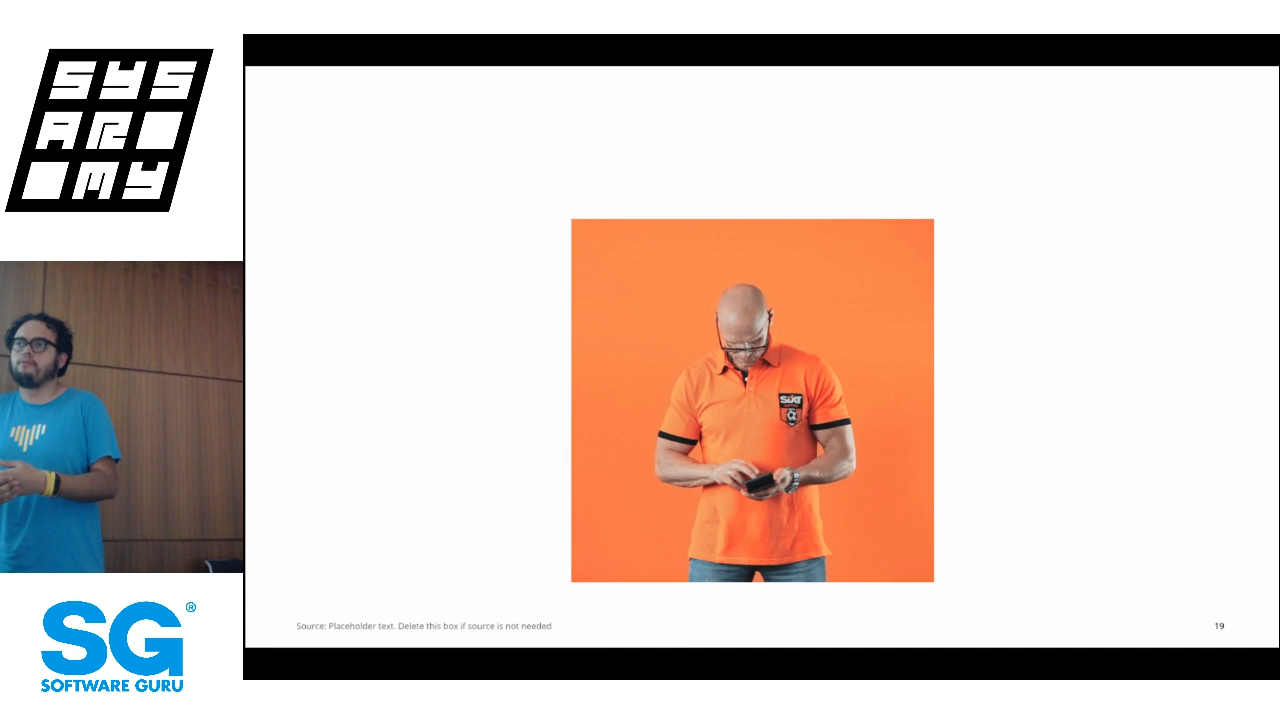 SYS
AR
MY
SiXT
Source: Placeholder text. Delete this box if source is not needed
19
SG®
SOFTWARE GURU